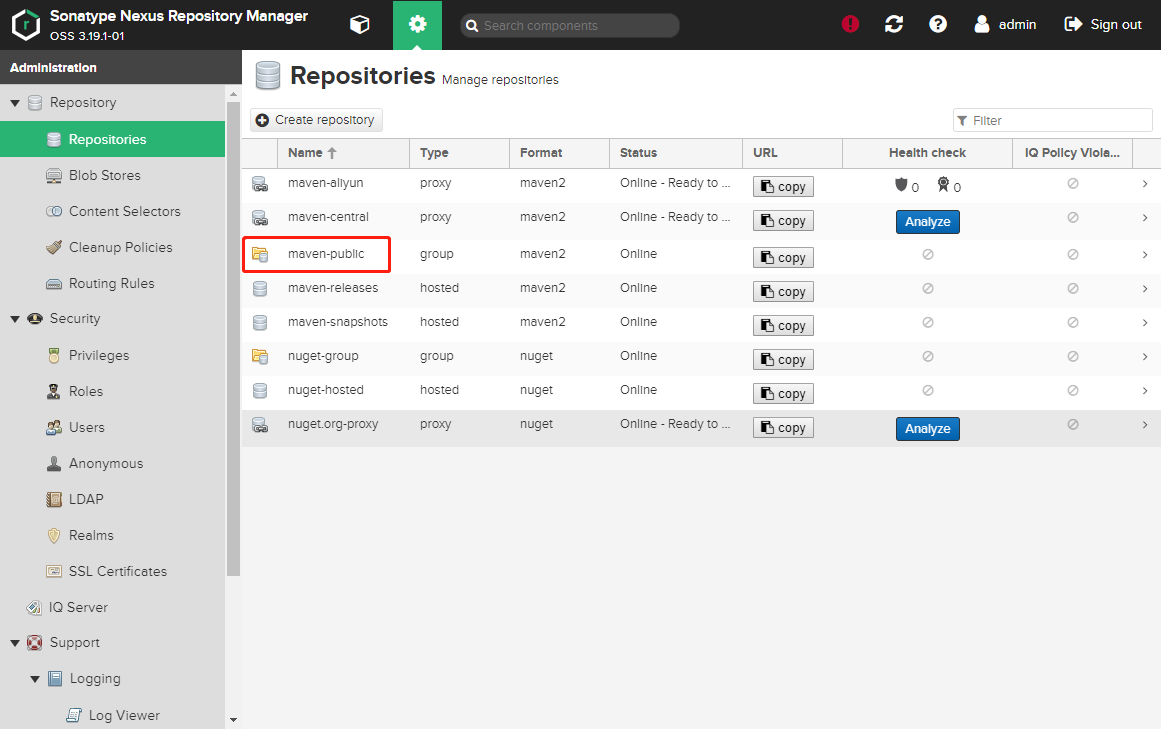 Sonatype Nexus Repository Manager
OSS 3.19.1-01
Search components
admin
Sign out
Administration
Repository
Repositories
Blob Stores
Content Selectors
Cleanup Policies
Routing Rules
Security
Privileges
Roles
Users
Anonymous
LDAP
Realms
SSL Certificates
IQ Server
Support
Logging
Log Viewer
Repositories Manage repositories
Create repository
Filter
Name Type Format Status URL Health check IQ Policy Viola...
maven-aliyun proxy maven2 Online - Ready to ... copy 0 0
maven-central proxy maven2 Online - Ready to ... copy Analyze
maven-public group maven2 Online copy
maven-releases hosted maven2 Online copy
maven-snapshots hosted maven2 Online copy
nuget-group group nuget Online copy
nuget-hosted hosted nuget Online copy
nuget.org-proxy proxy nuget Online - Ready to ... copy Analyze